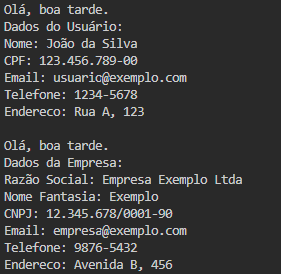 Olá, boa tarde.
Dados do Usuário:
Nome: João da Silva
CPF: 123.456.789-00
Email: usuario@exemplo.com
Telefone: 1234-5678
Endereco: Rua A, 123

Olá, boa tarde.
Dados da Empresa:
Razão Social: Empresa Exemplo Ltda
Nome Fantasia: Exemplo
CNPJ: 12.345.678/0001-90
Email: empresa@exemplo.com
Telefone: 9876-5432
Endereco: Avenida B, 456